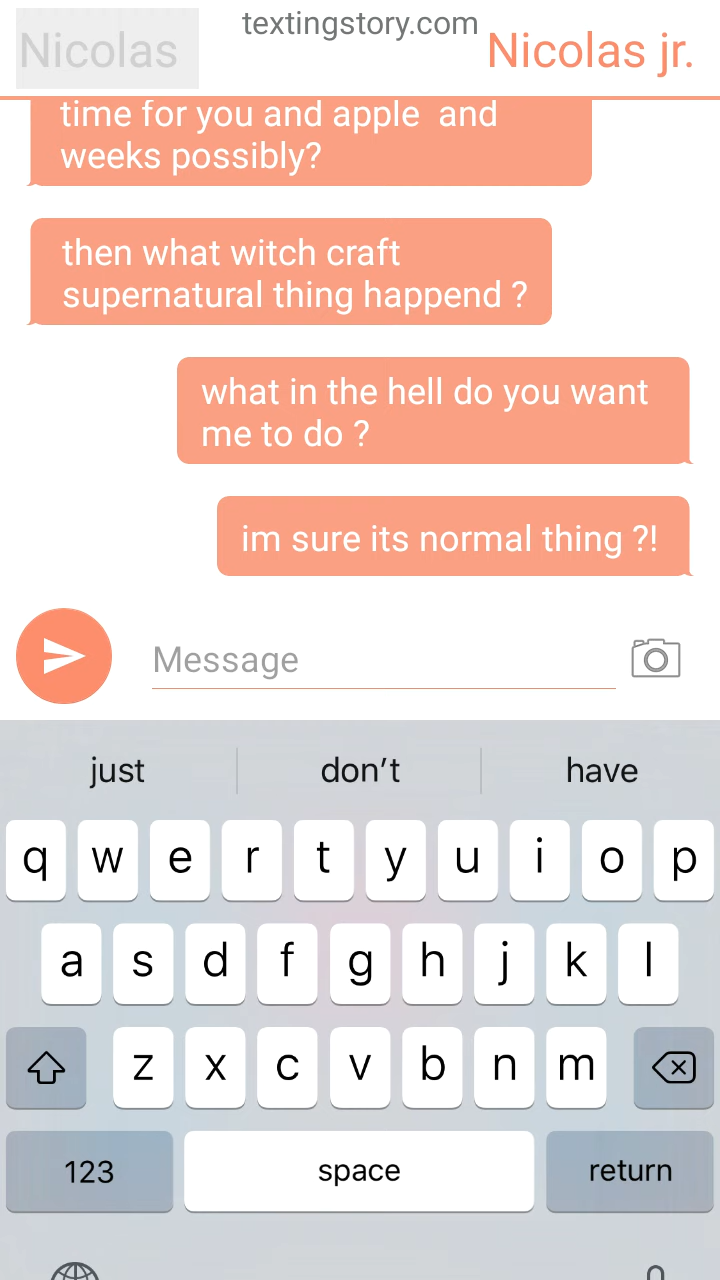 textingstory.com
Nicolas
Nicolas jr.
time for you and apple  and
weeks possibly?
then what witch craft
supernatural thing happend ?
what in the hell do you want
me to do ?
im sure its normal thing ?!
Message
just don’t have
q w e r t y u i o p
a s d f g h j k l
z x c v b n m
123 space return